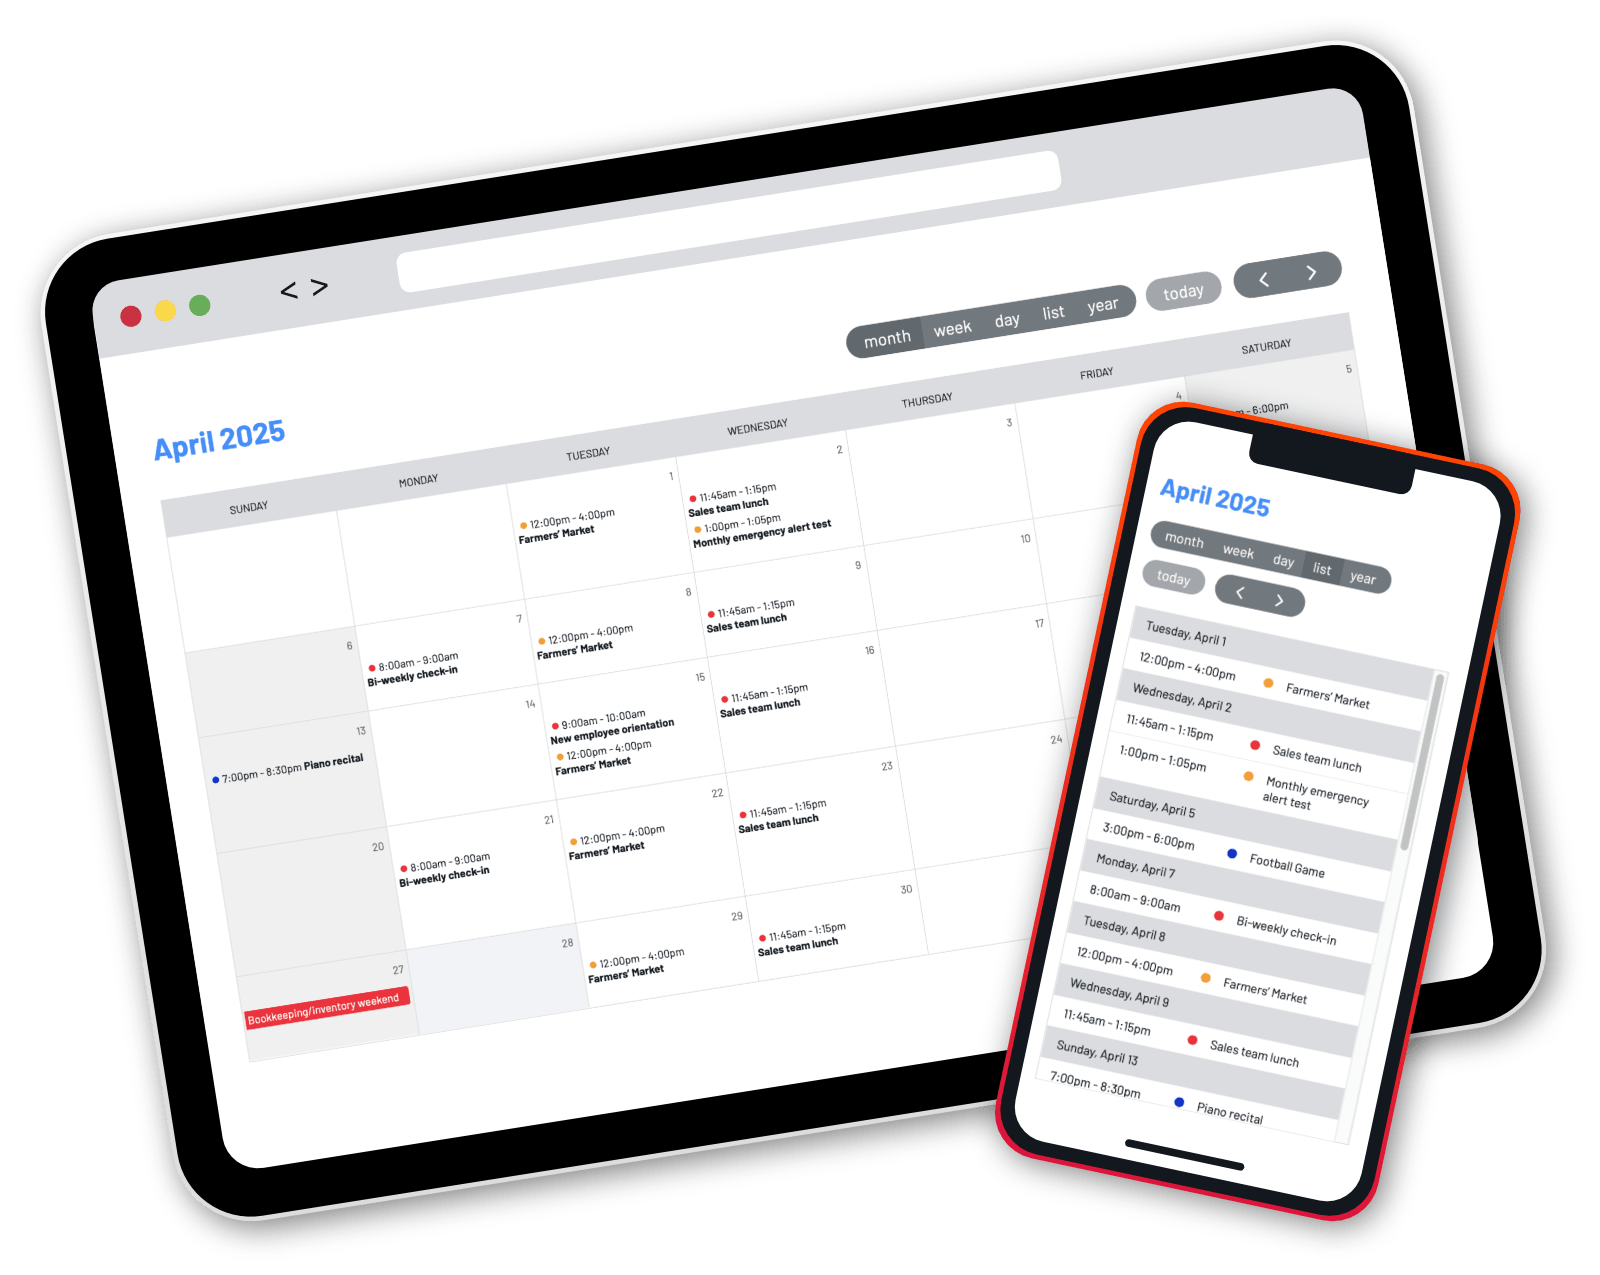 < >
month week day list year today < >
April 2025
SUNDAY MONDAY TUESDAY WEDNESDAY THURSDAY FRIDAY SATURDAY
1
12:00pm - 4:00pm
Farmers’ Market
2
11:45am - 1:15pm
Sales team lunch
1:00pm - 1:05pm
Monthly emergency alert test
3
4
5
- 6:00pm
6
7
8:00am - 9:00am
Bi-weekly check-in
8
12:00pm - 4:00pm
Farmers’ Market
9
11:45am - 1:15pm
Sales team lunch
10
13
7:00pm - 8:30pm Piano recital
14
15
9:00am - 10:00am
New employee orientation
12:00pm - 4:00pm
Farmers’ Market
16
11:45am - 1:15pm
Sales team lunch
17
20
21
8:00am - 9:00am
Bi-weekly check-in
22
12:00pm - 4:00pm
Farmers’ Market
23
11:45am - 1:15pm
Sales team lunch
24
27
Bookkeeping/inventory weekend
28
29
12:00pm - 4:00pm
Farmers’ Market
30
11:45am - 1:15pm
Sales team lunch
April 2025
month week day list year
today < >
Tuesday, April 1
12:00pm - 4:00pm Farmers’ Market
Wednesday, April 2
11:45am - 1:15pm Sales team lunch
1:00pm - 1:05pm Monthly emergency
alert test
Saturday, April 5
3:00pm - 6:00pm Football Game
Monday, April 7
8:00am - 9:00am Bi-weekly check-in
Tuesday, April 8
12:00pm - 4:00pm Farmers’ Market
Wednesday, April 9
11:45am - 1:15pm Sales team lunch
Sunday, April 13
7:00pm - 8:30pm Piano recital